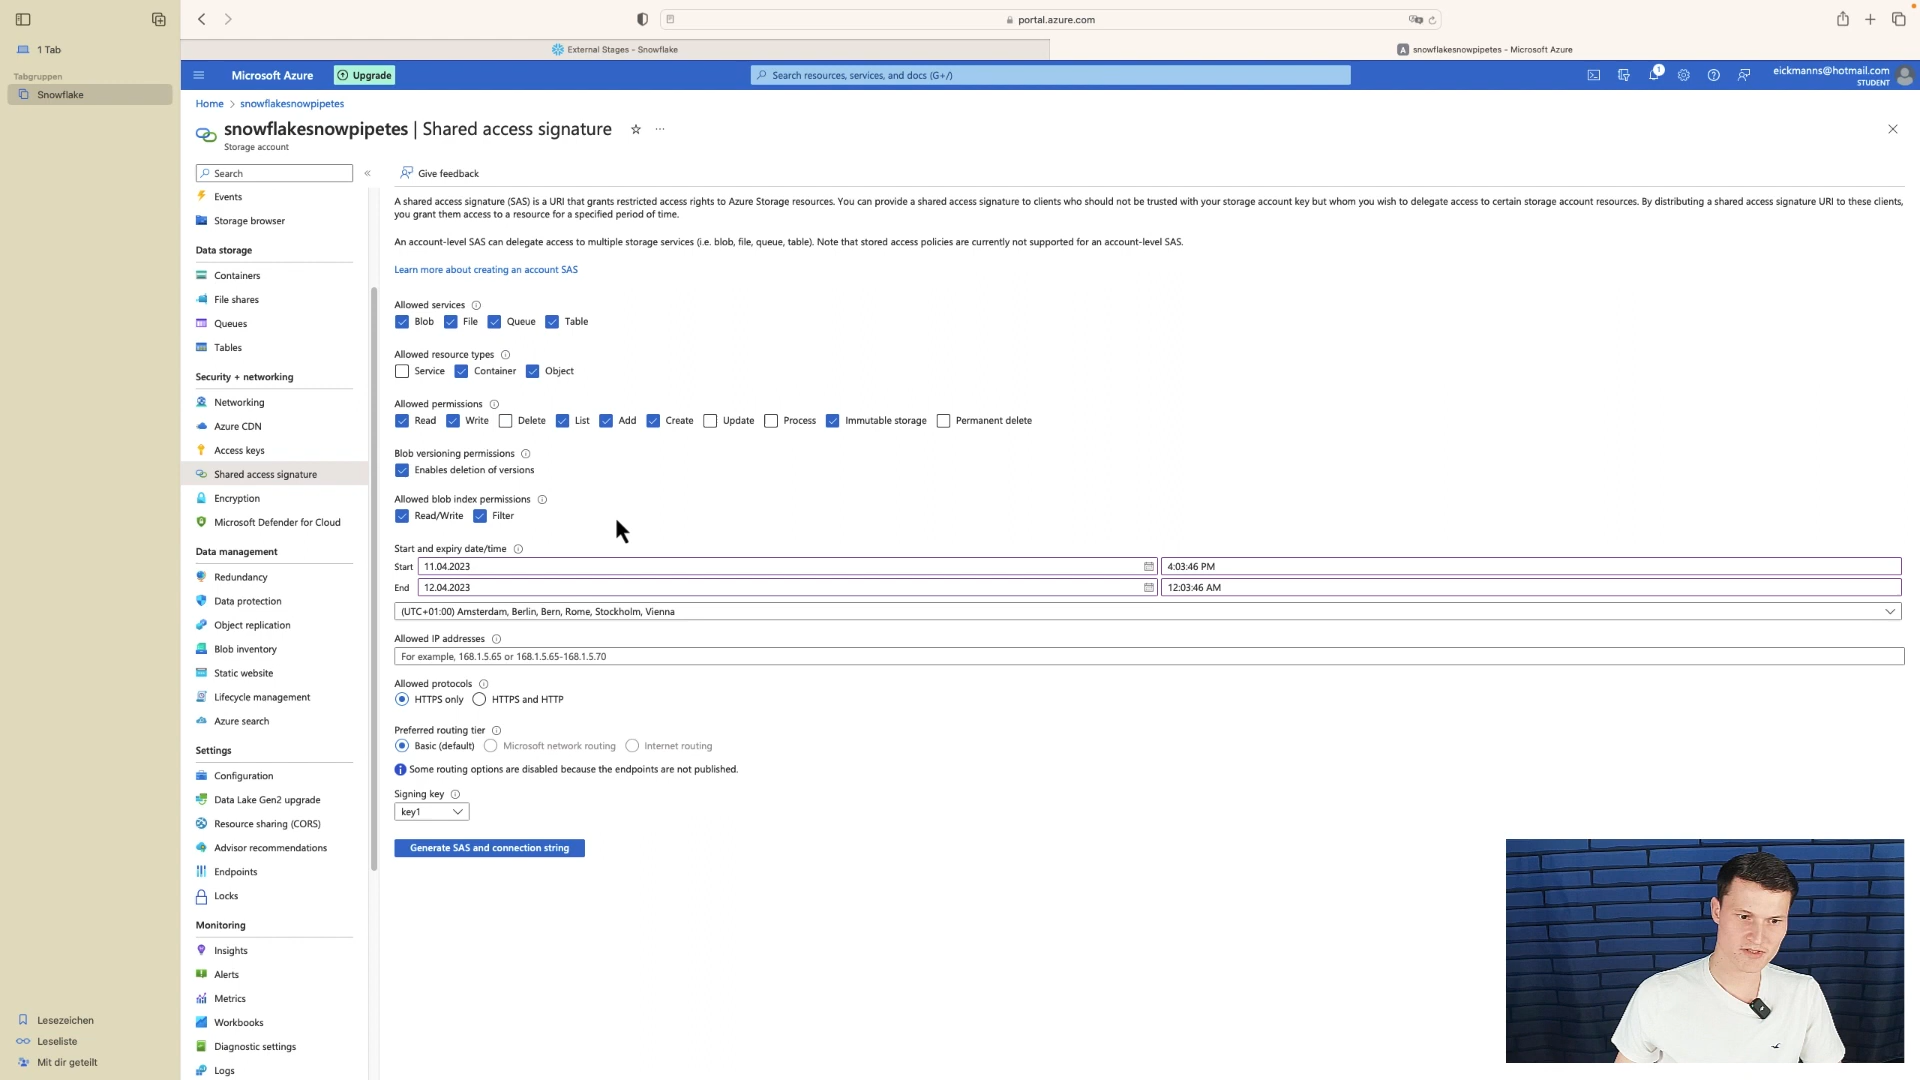 1 Tab
Tabgruppen
Snowflake
Lesezeichen
Leseliste
Mit dir geteilt
portal.azure.com
External Stages - Snowflake
snowflakesnowpipetes - Microsoft Azure
Microsoft Azure
Upgrade
Search resources, services, and docs (G+/)
1
eickmanns@hotmail.com
STUDENT
Home > snowflakesnowpipetes
snowflakesnowpipetes | Shared access signature
Storage account
Search
Events
Storage browser
Data storage
Containers
File shares
Queues
Tables
Security + networking
Networking
Azure CDN
Access keys
Shared access signature
Encryption
Microsoft Defender for Cloud
Data management
Redundancy
Data protection
Object replication
Blob inventory
Static website
Lifecycle management
Azure search
Settings
Configuration
Data Lake Gen2 upgrade
Resource sharing (CORS)
Advisor recommendations
Endpoints
Locks
Monitoring
Insights
Alerts
Metrics
Workbooks
Diagnostic settings
Logs
Give feedback
A shared access signature (SAS) is a URI that grants restricted access rights to Azure Storage resources. You can provide a shared access signature to clients who should not be trusted with your storage account key but whom you wish to delegate access to certain storage account resources. By distributing a shared access signature URI to these clients,
you grant them access to a resource for a specified period of time.
An account-level SAS can delegate access to multiple storage services (i.e. blob, file, queue, table). Note that stored access policies are currently not supported for an account-level SAS.
Learn more about creating an account SAS
Allowed services
Blob File Queue Table
Allowed resource types
Service Container Object
Allowed permissions
Read Write Delete List Add Create Update Process Immutable storage Permanent delete
Blob versioning permissions
Enables deletion of versions
Allowed blob index permissions
Read/Write Filter
Start and expiry date/time
Start 11.04.2023 4:03:46 PM
End 12.04.2023 12:03:46 AM
(UTC+01:00) Amsterdam, Berlin, Bern, Rome, Stockholm, Vienna
Allowed IP addresses
For example, 168.1.5.65 or 168.1.5.65-168.1.5.70
Allowed protocols
HTTPS only HTTPS and HTTP
Preferred routing tier
Basic (default) Microsoft network routing Internet routing
Some routing options are disabled because the endpoints are not published.
Signing key
key1
Generate SAS and connection string